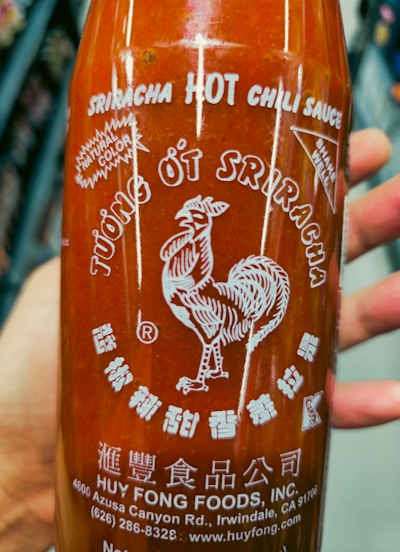 SRIRACHA HOT CHILI SAUCE
NATURAL
COLOR
SHAKE
WELL
TƯƠNG ỚT SRIRACHA
®
香
滙豐食品公司
HUY FONG FOODS, INC.
4800 Azusa Canyon Rd., Irwindale, CA 91706
(626) 286-8328 www.huyfong.com
K